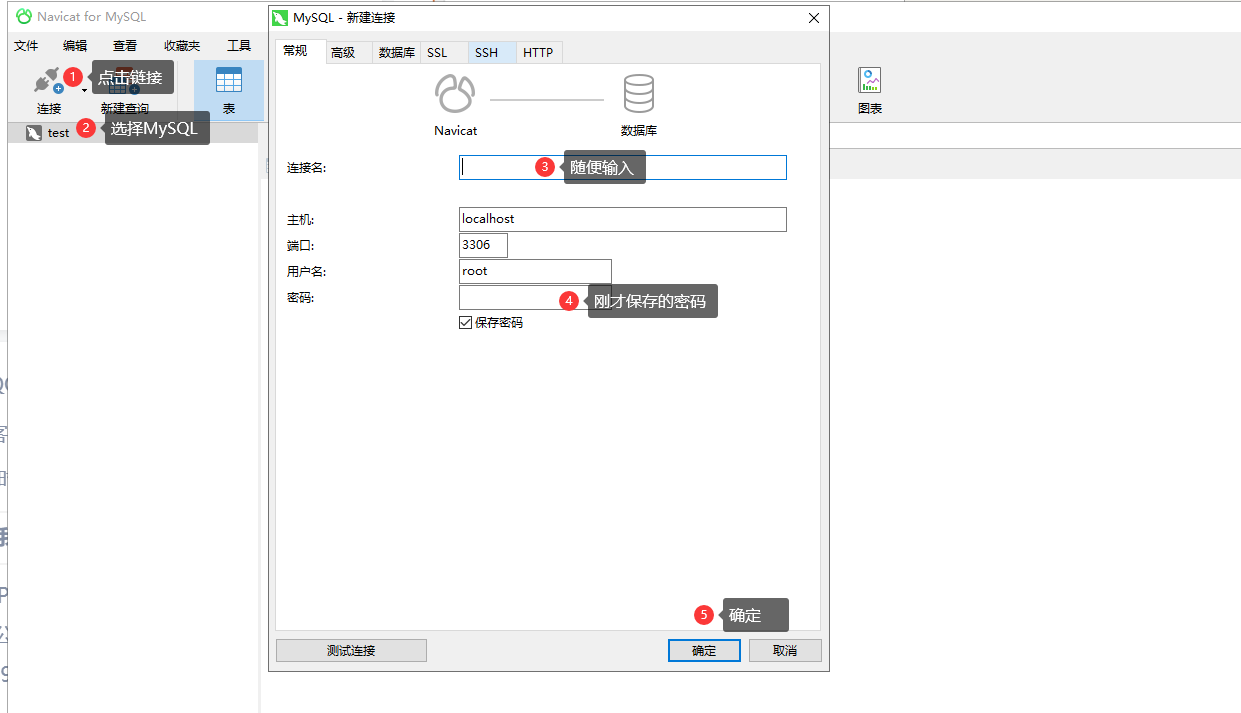 Navicat for MySQL
MySQL - 新建连接
文件 编辑 查看 收藏夹 工具
常规 高级 数据库 SSL SSH HTTP
1 点击链接
连接 新建查询 表 图表
Navicat 数据库
test 2 选择MySQL
连接名: 3 随便输入
主机: localhost
端口: 3306
用户名: root
密码: 4 刚才保存的密码
保存密码
5 确定
测试连接 确定 取消